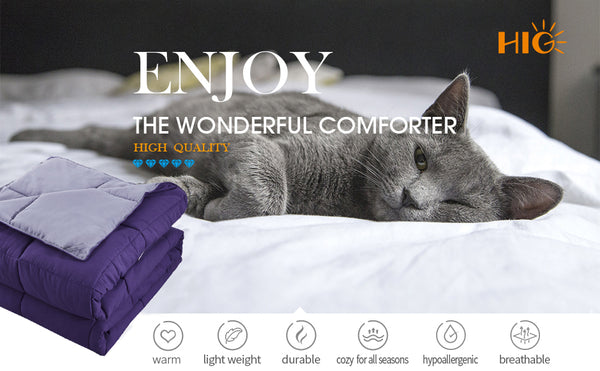 HIG
ENJOY
THE WONDERFUL COMFORTER
HIGH QUALITY
warm light weight durable cozy for all seasons hypoallergenic breathable